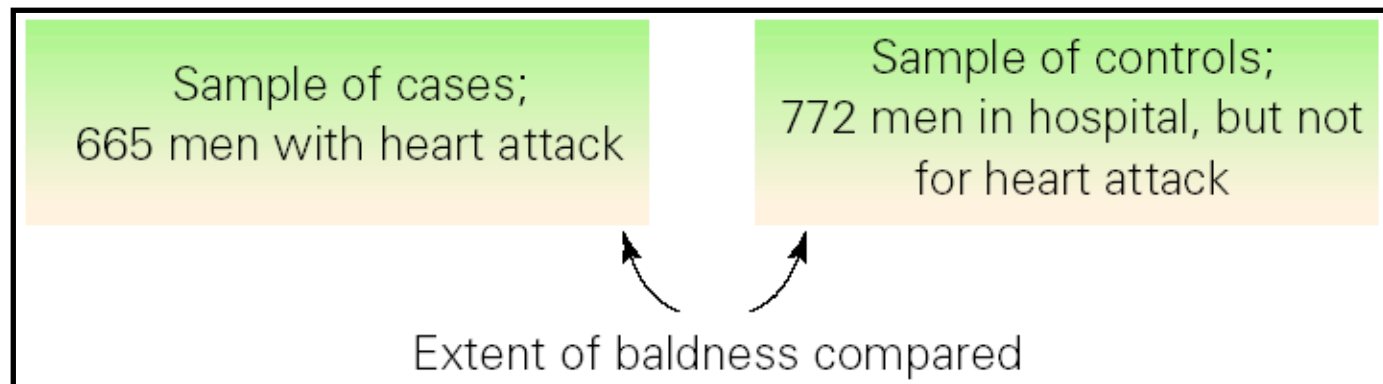 Sample of cases;
665 men with heart attack
Sample of controls;
772 men in hospital, but not
for heart attack
Extent of baldness compared